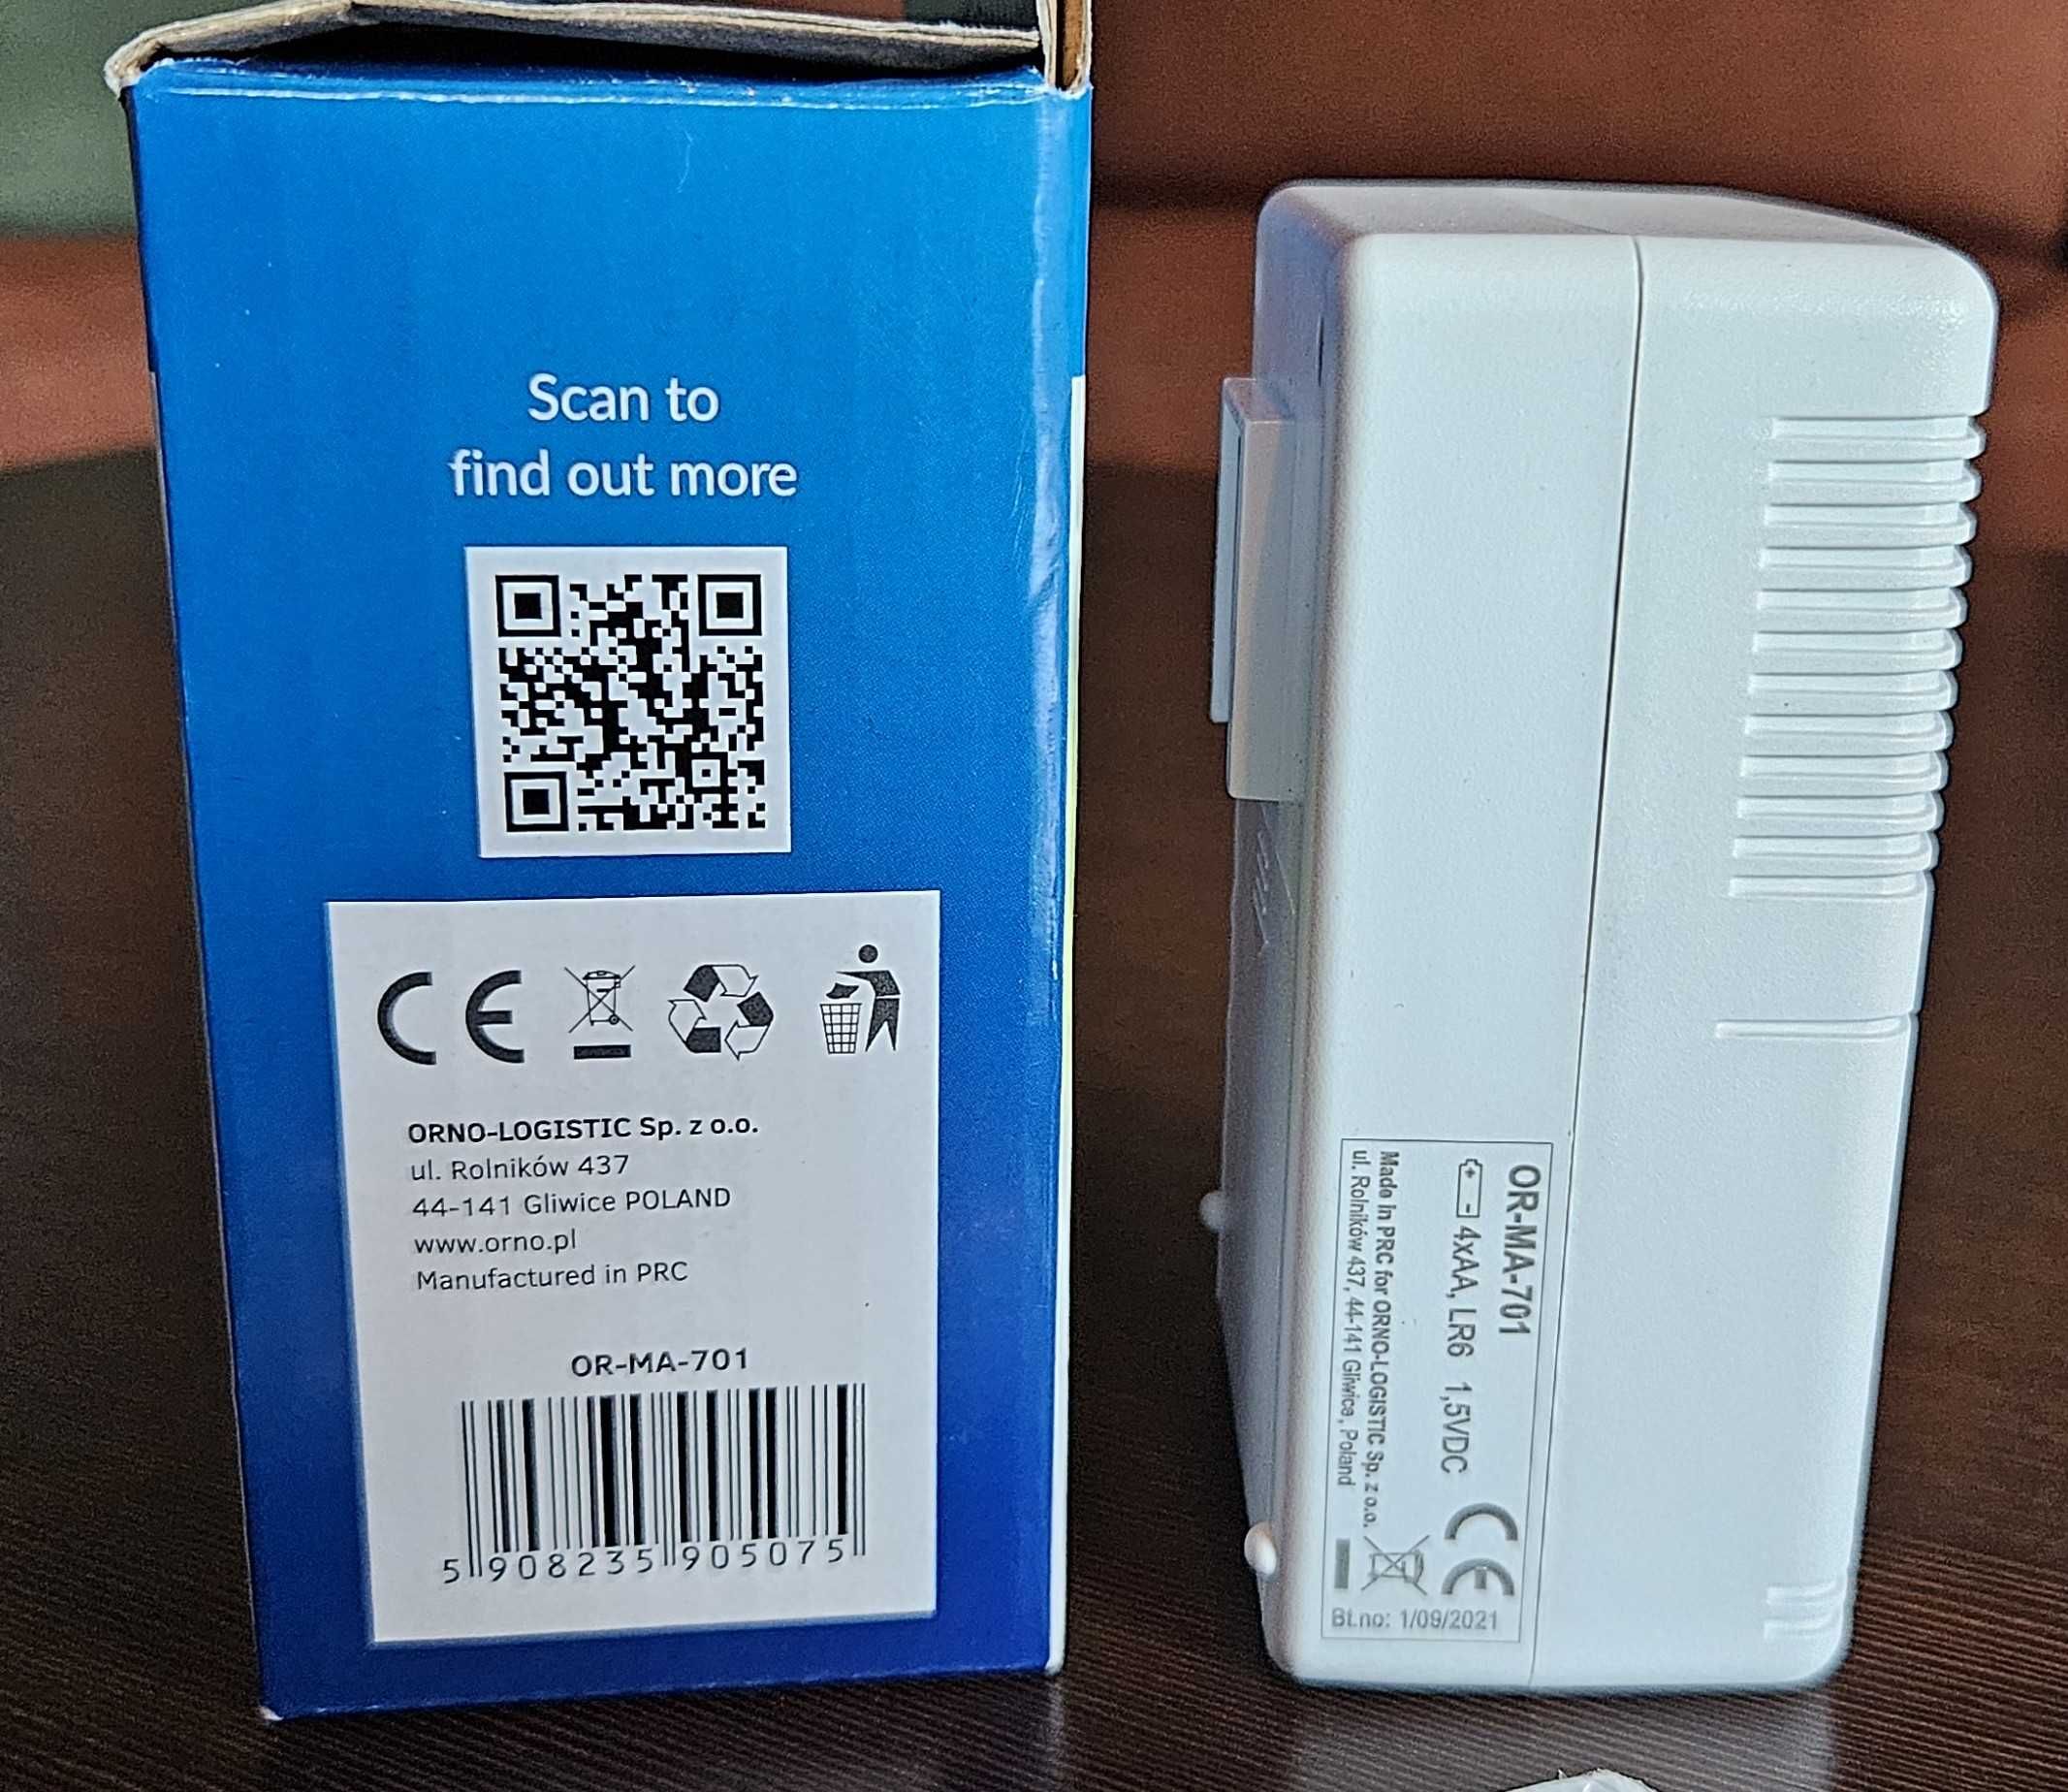 Scan to
find out more
CE
ORNO-LOGISTIC Sp. z o.o.
ul. Rolników 437
44-141 Gliwice POLAND
www.orno.pl
Manufactured in PRC
OR-MA-701
5 908235 905075
OR-MA-701
+ - 4xAA, LR6 1,5VDC
CE
Made in PRC for ORNO-LOGISTIC Sp. z o.o.
ul. Rolników 437, 44-141 Gliwice, Poland
Bt.no: 1/09/2021